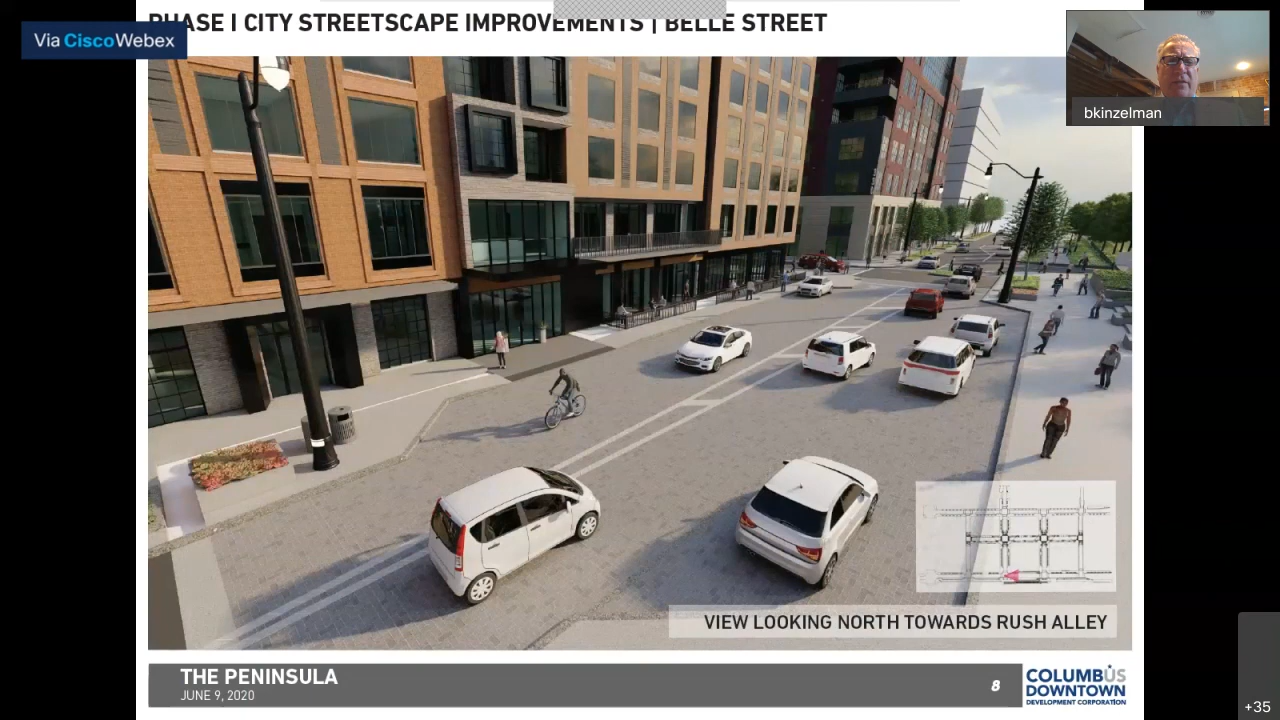 PHASE I CITY STREETSCAPE IMPROVEMENTS | BELLE STREET
Via CiscoWebex
bkinzelman
VIEW LOOKING NORTH TOWARDS RUSH ALLEY
THE PENINSULA
JUNE 9, 2020
8
COLUMBUS
DOWNTOWN
DEVELOPMENT CORPORATION
+35